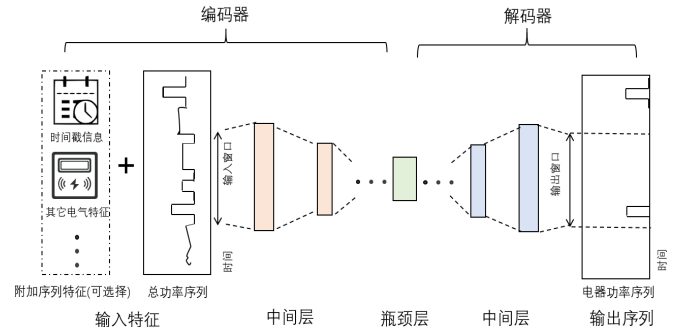 编码器
解码器
时间戳信息
其它电气特征
+
输入窗口
时间
输出窗口
时间
附加序列特征(可选择)
总功率序列
电器功率序列
输入特征
中间层
瓶颈层
中间层
输出序列